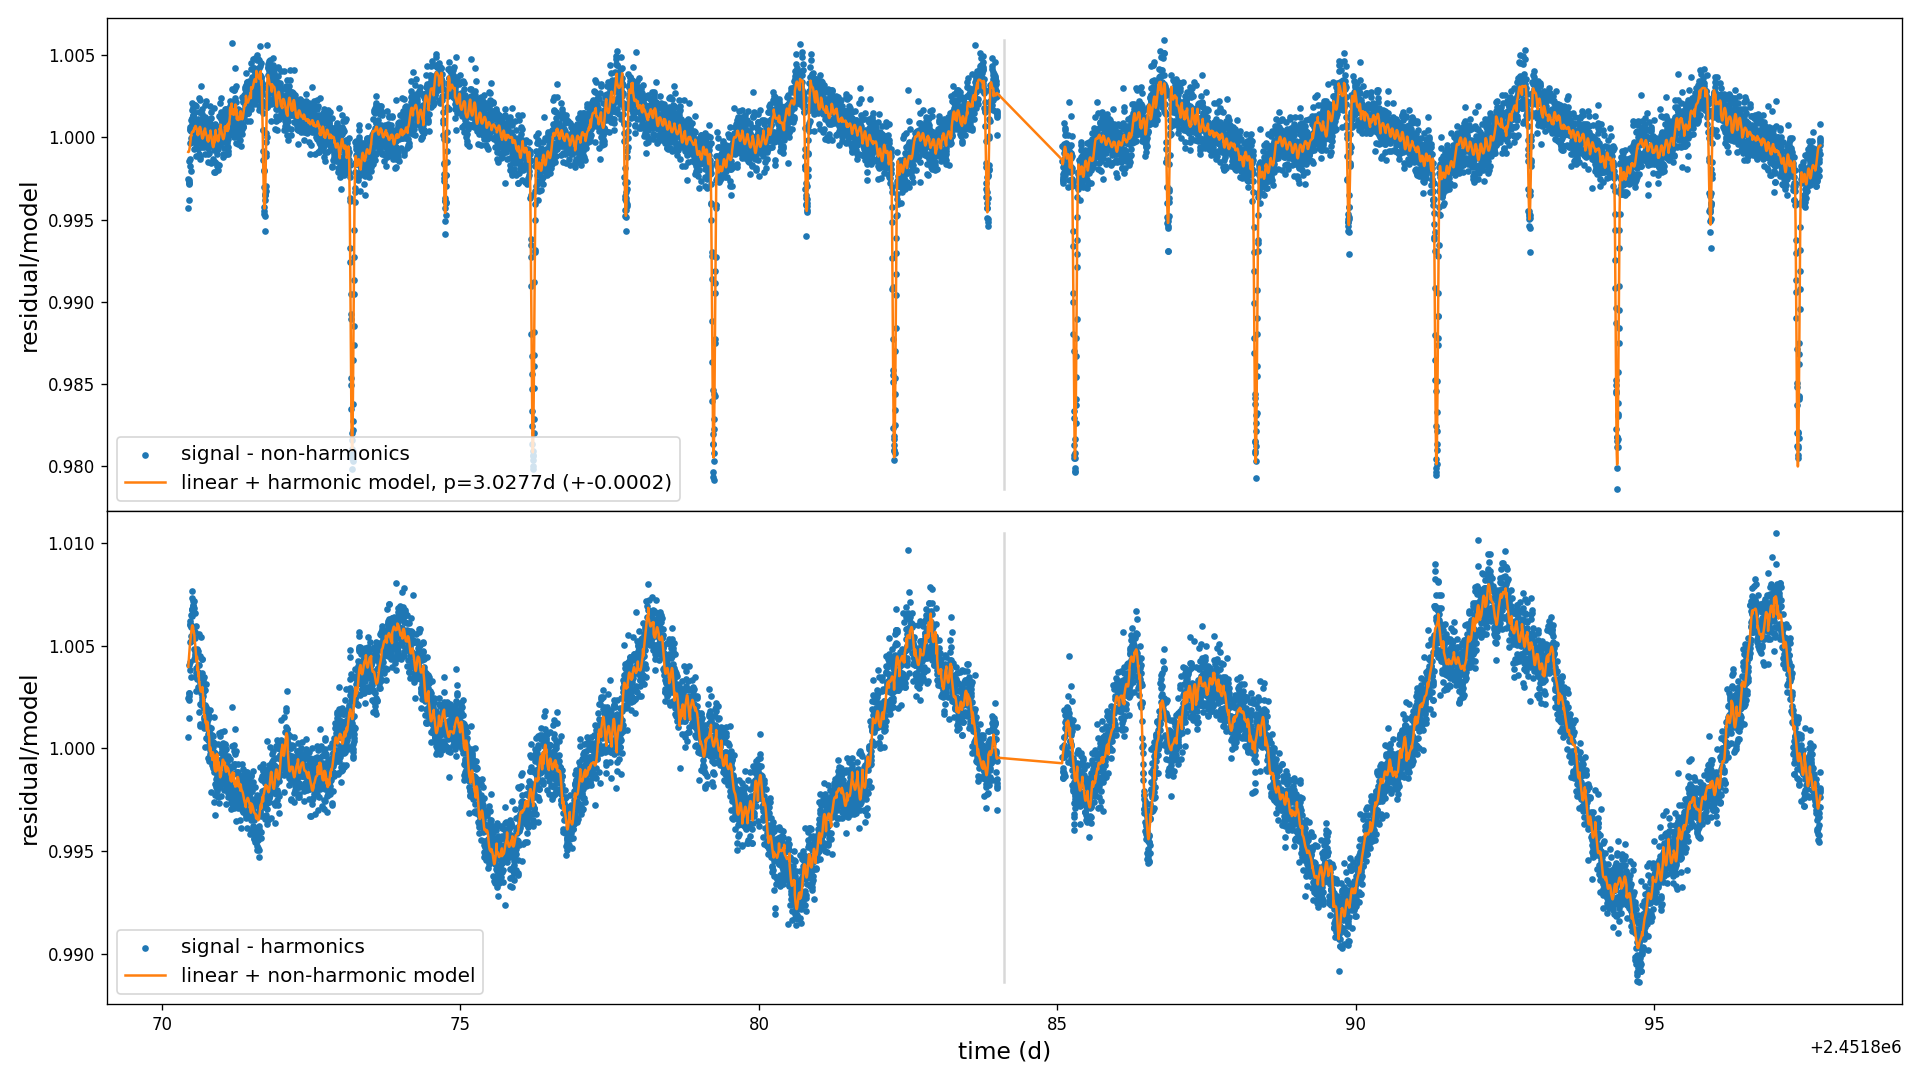 1.005
1.000
0.995
0.990
0.985
0.980
residual/model
signal - non-harmonics
linear + harmonic model, p=3.0277d (+-0.0002)
1.010
1.005
1.000
0.995
0.990
residual/model
signal - harmonics
linear + non-harmonic model
70 75 80 85 90 95
time (d)
+2.4518e6